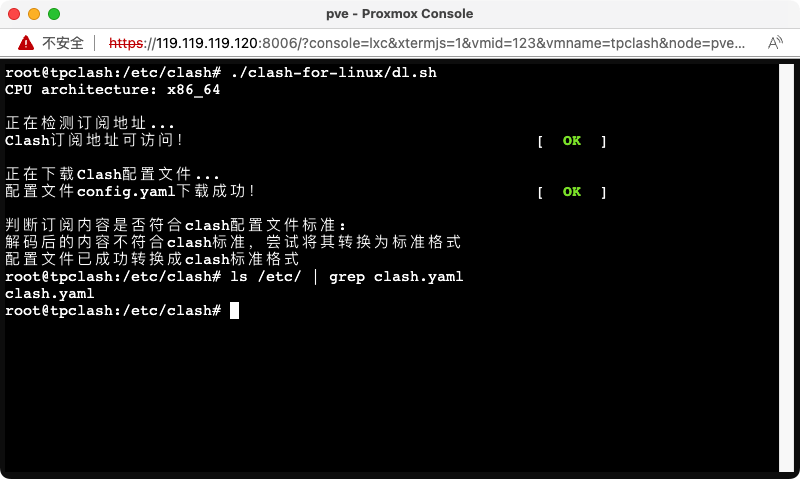 pve - Proxmox Console
不安全 | https://119.119.119.120:8006/?console=lxc&xtermjs=1&vmid=123&vmname=tpclash&node=pve...
root@tpclash:/etc/clash# ./clash-for-linux/dl.sh
CPU architecture: x86_64
正在检测订阅地址...
Clash订阅地址可访问! [ OK ]
正在下载Clash配置文件...
配置文件config.yaml下载成功! [ OK ]
判断订阅内容是否符合clash配置文件标准:
解码后的内容不符合clash标准, 尝试将其转换为标准格式
配置文件已成功转换成clash标准格式
root@tpclash:/etc/clash# ls /etc/ | grep clash.yaml
clash.yaml
root@tpclash:/etc/clash#